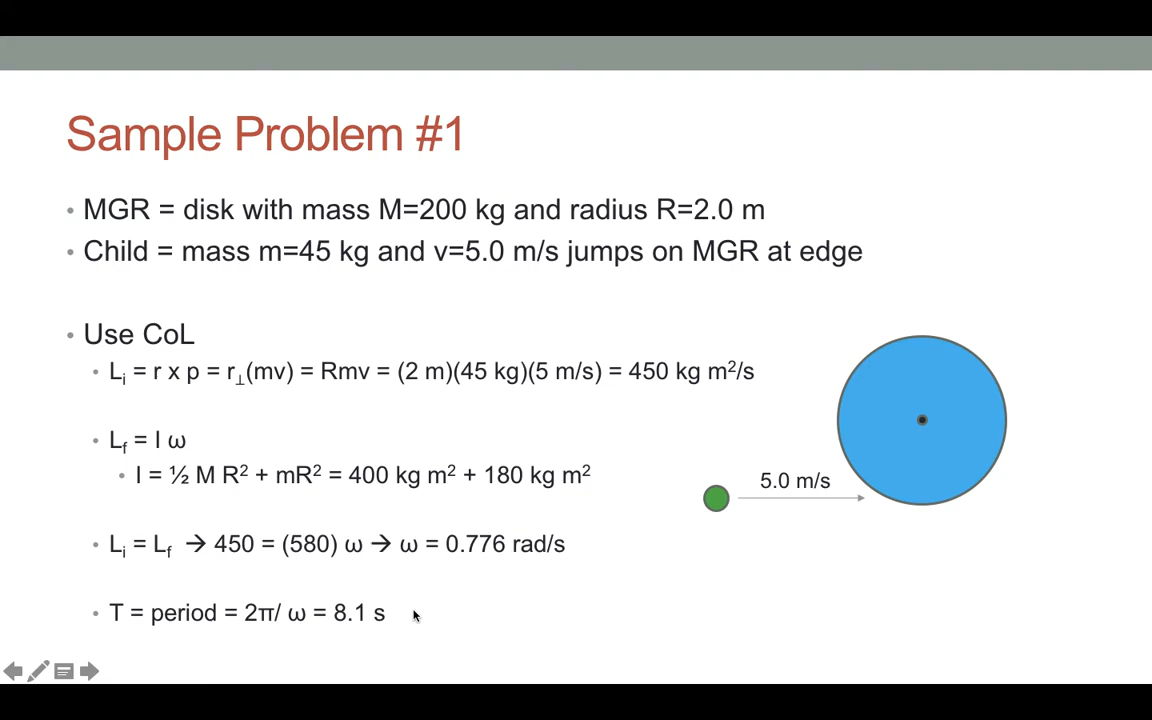 Sample Problem #1
• MGR = disk with mass M=200 kg and radius R=2.0 m
• Child = mass m=45 kg and v=5.0 m/s jumps on MGR at edge
• Use CoL
• Lᵢ = r x p = r⊥(mv) = Rmv = (2 m)(45 kg)(5 m/s) = 450 kg m²/s
• L_f = I ω
• I = ½ M R² + mR² = 400 kg m² + 180 kg m²
5.0 m/s
• Lᵢ = L_f → 450 = (580) ω → ω = 0.776 rad/s
• T = period = 2π/ ω = 8.1 s